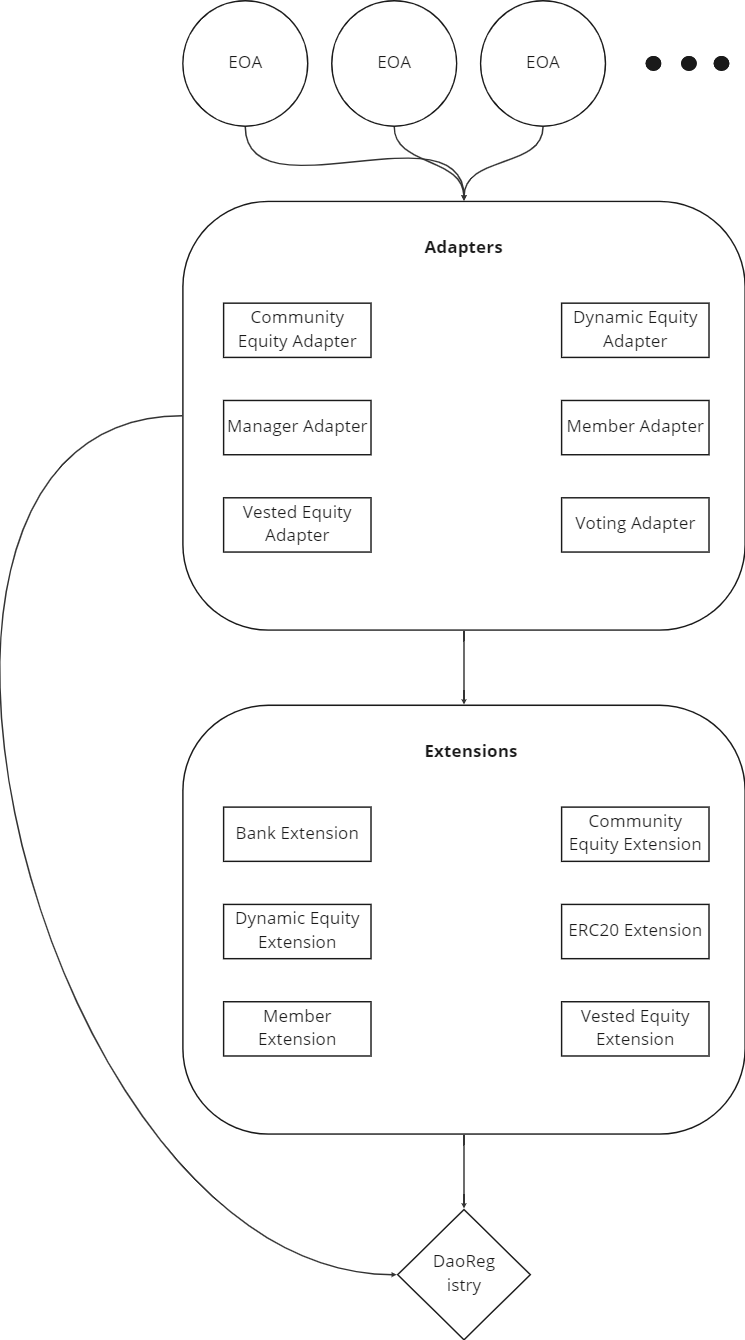 EOA
EOA
EOA
Adapters
Community
Equity Adapter
Dynamic Equity
Adapter
Manager Adapter
Member Adapter
Vested Equity
Adapter
Voting Adapter
Extensions
Bank Extension
Community
Equity Extension
Dynamic Equity
Extension
ERC20 Extension
Member
Extension
Vested Equity
Extension
DaoReg
istry